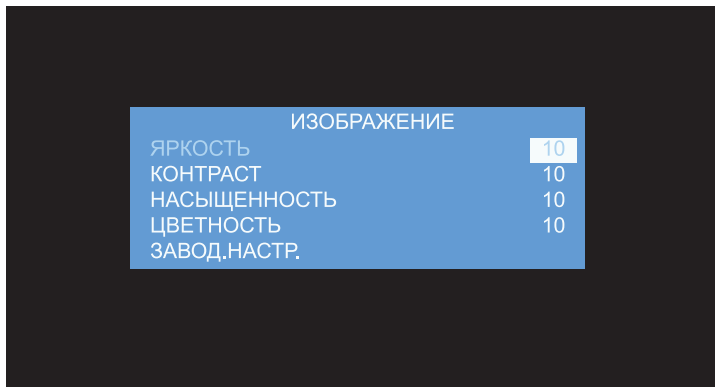 ИЗОБРАЖЕНИЕ
ЯРКОСТЬ 10
КОНТРАСТ 10
НАСЫЩЕННОСТЬ 10
ЦВЕТНОСТЬ 10
ЗАВОД.НАСТР.